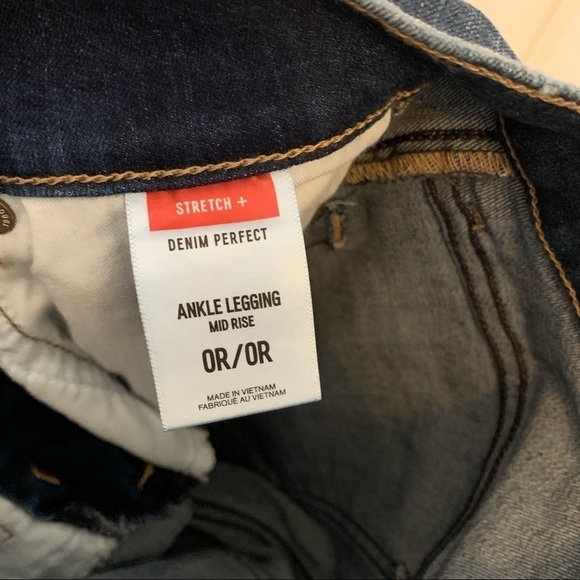 STRETCH +
DENIM PERFECT
ANKLE LEGGING
MID RISE
0R/0R
MADE IN VIETNAM
FABRIQUÉ AU VIETNAM